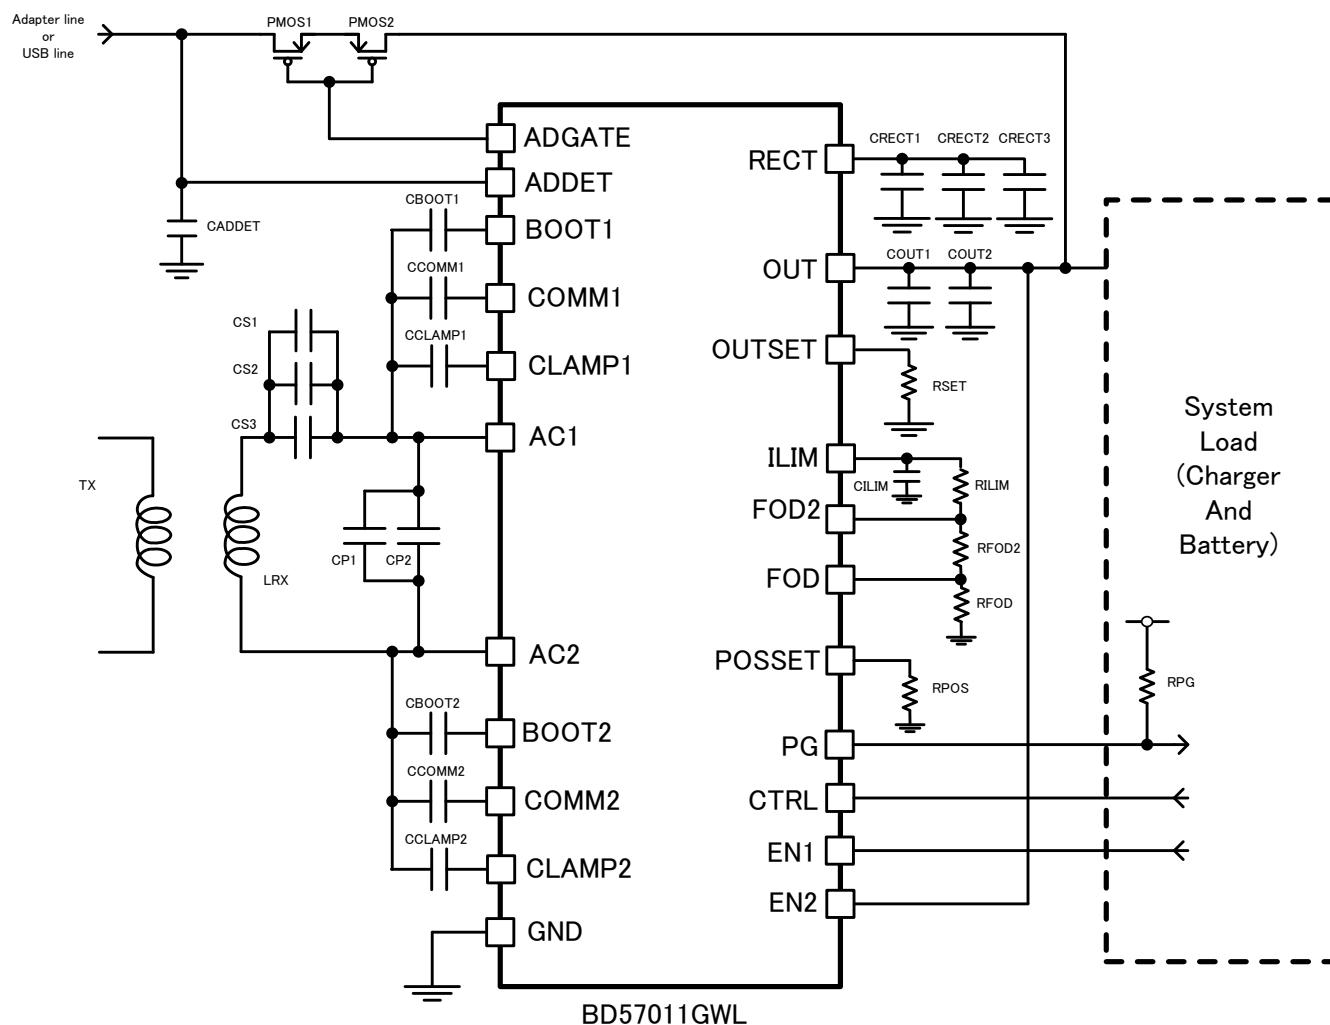 Adapter line
or
USB line
PMOS1
PMOS2
ADGATE
ADDET
CADDET
CBOOT1
BOOT1
CCOMM1
COMM1
CCLAMP1
CLAMP1
CS1
CS2
CS3
AC1
TX
LRX
CP1
CP2
AC2
CBOOT2
BOOT2
CCOMM2
COMM2
CCLAMP2
CLAMP2
GND
RECT
CRECT1
CRECT2
CRECT3
OUT
COUT1
COUT2
OUTSET
RSET
ILIM
CILIM
RILIM
FOD2
RFOD2
FOD
RFOD
POSSET
RPOS
PG
RPG
CTRL
EN1
EN2
System
Load
(Charger
And
Battery)
BD57011GWL